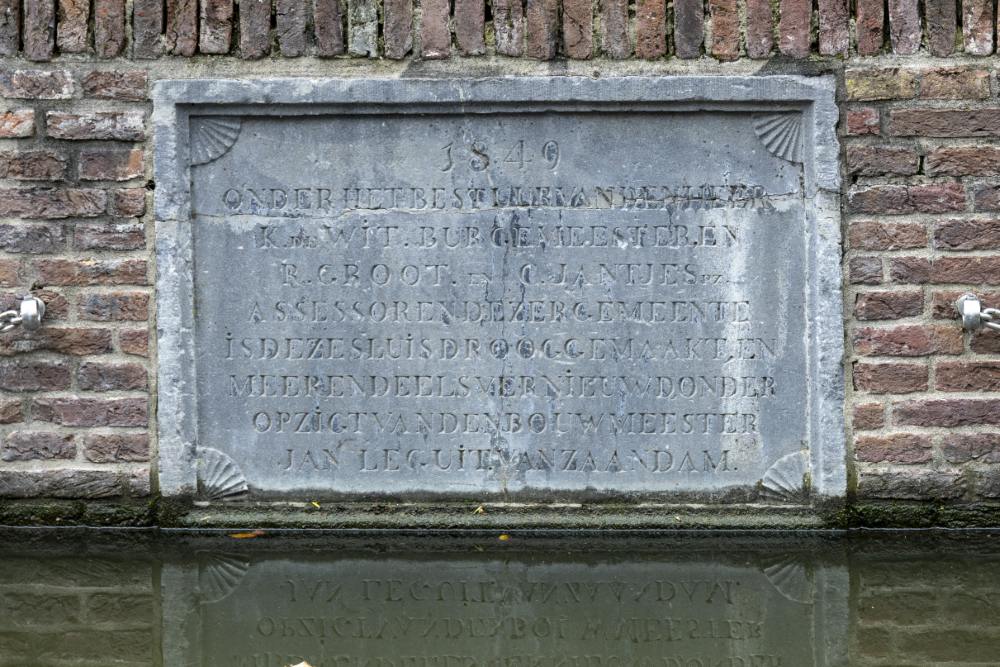 1849
ONDER HET BESTUUR VAN DEN HEER
K. DE WIT. BURGEMEESTER. EN
R. GROOT. EN C. JANTJES PZ.
ASSESSOREN DEZER GEMEENTE
IS DEZE SLUIS DROOG GEMAAKT. EN
MEERENDEELS VERNIEUWD ONDER
OPZIGT VAN DEN BOUWMEESTER
JAN LEGUIT VAN ZAANDAM.